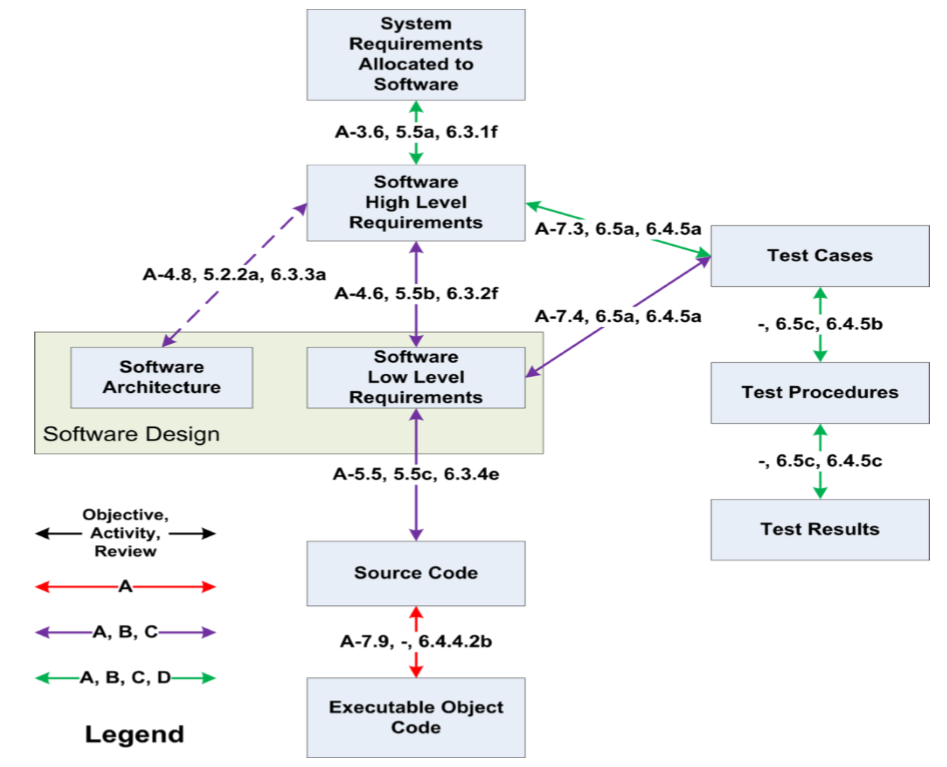 System
Requirements
Allocated to
Software
A-3.6, 5.5a, 6.3.1f
Software
High Level
Requirements
A-7.3, 6.5a, 6.4.5a
Test Cases
A-4.8, 5.2.2a, 6.3.3a
A-4.6, 5.5b, 6.3.2f
A-7.4, 6.5a, 6.4.5a
-, 6.5c, 6.4.5b
Software
Architecture
Software
Low Level
Requirements
Software Design
Test Procedures
-, 6.5c, 6.4.5c
A-5.5, 5.5c, 6.3.4e
Test Results
Objective,
Activity,
Review
A
A, B, C
A, B, C, D
Legend
Source Code
A-7.9, -, 6.4.4.2b
Executable Object
Code